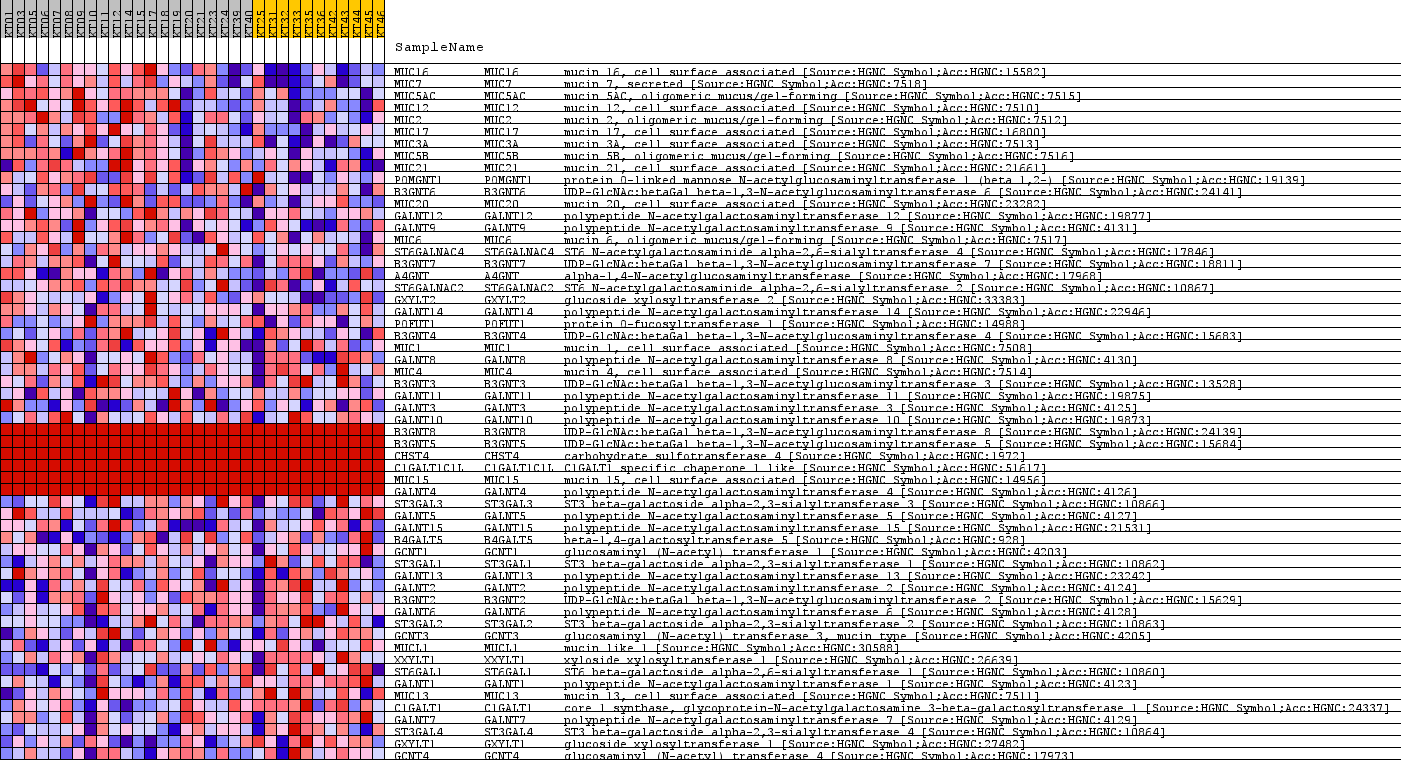 KT01 KT03 KT05 KT06 KT07 KT08 KT09 KT10 KT11 KT12 KT14 KT15 KT17 KT18 KT19 KT20 KT21 KT23 KT24 KT39 KT40 KT25 KT31 KT32 KT33 KT35 KT36 KT42 KT43 KT44 KT45 KT46
SampleName
MUC16 MUC16 mucin 16, cell surface associated [Source:HGNC Symbol;Acc:HGNC:15582]
MUC7 MUC7 mucin 7, secreted [Source:HGNC Symbol;Acc:HGNC:7518]
MUC5AC MUC5AC mucin 5AC, oligomeric mucus/gel-forming [Source:HGNC Symbol;Acc:HGNC:7515]
MUC12 MUC12 mucin 12, cell surface associated [Source:HGNC Symbol;Acc:HGNC:7510]
MUC2 MUC2 mucin 2, oligomeric mucus/gel-forming [Source:HGNC Symbol;Acc:HGNC:7512]
MUC17 MUC17 mucin 17, cell surface associated [Source:HGNC Symbol;Acc:HGNC:16800]
MUC3A MUC3A mucin 3A, cell surface associated [Source:HGNC Symbol;Acc:HGNC:7513]
MUC5B MUC5B mucin 5B, oligomeric mucus/gel-forming [Source:HGNC Symbol;Acc:HGNC:7516]
MUC21 MUC21 mucin 21, cell surface associated [Source:HGNC Symbol;Acc:HGNC:21661]
POMGNT1 POMGNT1 protein O-linked mannose N-acetylglucosaminyltransferase 1 (beta 1,2-) [Source:HGNC Symbol;Acc:HGNC:19139]
B3GNT6 B3GNT6 UDP-GlcNAc:betaGal beta-1,3-N-acetylglucosaminyltransferase 6 [Source:HGNC Symbol;Acc:HGNC:24141]
MUC20 MUC20 mucin 20, cell surface associated [Source:HGNC Symbol;Acc:HGNC:23282]
GALNT12 GALNT12 polypeptide N-acetylgalactosaminyltransferase 12 [Source:HGNC Symbol;Acc:HGNC:19877]
GALNT9 GALNT9 polypeptide N-acetylgalactosaminyltransferase 9 [Source:HGNC Symbol;Acc:HGNC:4131]
MUC6 MUC6 mucin 6, oligomeric mucus/gel-forming [Source:HGNC Symbol;Acc:HGNC:7517]
ST6GALNAC4 ST6GALNAC4 ST6 N-acetylgalactosaminide alpha-2,6-sialyltransferase 4 [Source:HGNC Symbol;Acc:HGNC:17846]
B3GNT7 B3GNT7 UDP-GlcNAc:betaGal beta-1,3-N-acetylglucosaminyltransferase 7 [Source:HGNC Symbol;Acc:HGNC:18811]
A4GNT A4GNT alpha-1,4-N-acetylglucosaminyltransferase [Source:HGNC Symbol;Acc:HGNC:17968]
ST6GALNAC2 ST6GALNAC2 ST6 N-acetylgalactosaminide alpha-2,6-sialyltransferase 2 [Source:HGNC Symbol;Acc:HGNC:10867]
GXYLT2 GXYLT2 glucoside xylosyltransferase 2 [Source:HGNC Symbol;Acc:HGNC:33383]
GALNT14 GALNT14 polypeptide N-acetylgalactosaminyltransferase 14 [Source:HGNC Symbol;Acc:HGNC:22946]
POFUT1 POFUT1 protein O-fucosyltransferase 1 [Source:HGNC Symbol;Acc:HGNC:14988]
B3GNT4 B3GNT4 UDP-GlcNAc:betaGal beta-1,3-N-acetylglucosaminyltransferase 4 [Source:HGNC Symbol;Acc:HGNC:15683]
MUC1 MUC1 mucin 1, cell surface associated [Source:HGNC Symbol;Acc:HGNC:7508]
GALNT8 GALNT8 polypeptide N-acetylgalactosaminyltransferase 8 [Source:HGNC Symbol;Acc:HGNC:4130]
MUC4 MUC4 mucin 4, cell surface associated [Source:HGNC Symbol;Acc:HGNC:7514]
B3GNT3 B3GNT3 UDP-GlcNAc:betaGal beta-1,3-N-acetylglucosaminyltransferase 3 [Source:HGNC Symbol;Acc:HGNC:13528]
GALNT11 GALNT11 polypeptide N-acetylgalactosaminyltransferase 11 [Source:HGNC Symbol;Acc:HGNC:19875]
GALNT3 GALNT3 polypeptide N-acetylgalactosaminyltransferase 3 [Source:HGNC Symbol;Acc:HGNC:4125]
GALNT10 GALNT10 polypeptide N-acetylgalactosaminyltransferase 10 [Source:HGNC Symbol;Acc:HGNC:19873]
B3GNT8 B3GNT8 UDP-GlcNAc:betaGal beta-1,3-N-acetylglucosaminyltransferase 8 [Source:HGNC Symbol;Acc:HGNC:24139]
B3GNT5 B3GNT5 UDP-GlcNAc:betaGal beta-1,3-N-acetylglucosaminyltransferase 5 [Source:HGNC Symbol;Acc:HGNC:15684]
CHST4 CHST4 carbohydrate sulfotransferase 4 [Source:HGNC Symbol;Acc:HGNC:1972]
C1GALT1C1L C1GALT1C1L C1GALT1 specific chaperone 1 like [Source:HGNC Symbol;Acc:HGNC:51617]
MUC15 MUC15 mucin 15, cell surface associated [Source:HGNC Symbol;Acc:HGNC:14956]
GALNT4 GALNT4 polypeptide N-acetylgalactosaminyltransferase 4 [Source:HGNC Symbol;Acc:HGNC:4126]
ST3GAL3 ST3GAL3 ST3 beta-galactoside alpha-2,3-sialyltransferase 3 [Source:HGNC Symbol;Acc:HGNC:10866]
GALNT5 GALNT5 polypeptide N-acetylgalactosaminyltransferase 5 [Source:HGNC Symbol;Acc:HGNC:4127]
GALNT15 GALNT15 polypeptide N-acetylgalactosaminyltransferase 15 [Source:HGNC Symbol;Acc:HGNC:21531]
B4GALT5 B4GALT5 beta-1,4-galactosyltransferase 5 [Source:HGNC Symbol;Acc:HGNC:928]
GCNT1 GCNT1 glucosaminyl (N-acetyl) transferase 1 [Source:HGNC Symbol;Acc:HGNC:4203]
ST3GAL1 ST3GAL1 ST3 beta-galactoside alpha-2,3-sialyltransferase 1 [Source:HGNC Symbol;Acc:HGNC:10862]
GALNT13 GALNT13 polypeptide N-acetylgalactosaminyltransferase 13 [Source:HGNC Symbol;Acc:HGNC:23242]
GALNT2 GALNT2 polypeptide N-acetylgalactosaminyltransferase 2 [Source:HGNC Symbol;Acc:HGNC:4124]
B3GNT2 B3GNT2 UDP-GlcNAc:betaGal beta-1,3-N-acetylglucosaminyltransferase 2 [Source:HGNC Symbol;Acc:HGNC:15629]
GALNT6 GALNT6 polypeptide N-acetylgalactosaminyltransferase 6 [Source:HGNC Symbol;Acc:HGNC:4128]
ST3GAL2 ST3GAL2 ST3 beta-galactoside alpha-2,3-sialyltransferase 2 [Source:HGNC Symbol;Acc:HGNC:10863]
GCNT3 GCNT3 glucosaminyl (N-acetyl) transferase 3, mucin type [Source:HGNC Symbol;Acc:HGNC:4205]
MUCL1 MUCL1 mucin like 1 [Source:HGNC Symbol;Acc:HGNC:30588]
XXYLT1 XXYLT1 xyloside xylosyltransferase 1 [Source:HGNC Symbol;Acc:HGNC:26639]
ST6GAL1 ST6GAL1 ST6 beta-galactoside alpha-2,6-sialyltransferase 1 [Source:HGNC Symbol;Acc:HGNC:10860]
GALNT1 GALNT1 polypeptide N-acetylgalactosaminyltransferase 1 [Source:HGNC Symbol;Acc:HGNC:4123]
MUC13 MUC13 mucin 13, cell surface associated [Source:HGNC Symbol;Acc:HGNC:7511]
C1GALT1 C1GALT1 core 1 synthase, glycoprotein-N-acetylgalactosamine 3-beta-galactosyltransferase 1 [Source:HGNC Symbol;Acc:HGNC:24337]
GALNT7 GALNT7 polypeptide N-acetylgalactosaminyltransferase 7 [Source:HGNC Symbol;Acc:HGNC:4129]
ST3GAL4 ST3GAL4 ST3 beta-galactoside alpha-2,3-sialyltransferase 4 [Source:HGNC Symbol;Acc:HGNC:10864]
GXYLT1 GXYLT1 glucoside xylosyltransferase 1 [Source:HGNC Symbol;Acc:HGNC:27482]
GCNT4 GCNT4 glucosaminyl (N-acetyl) transferase 4 [Source:HGNC Symbol;Acc:HGNC:17973]